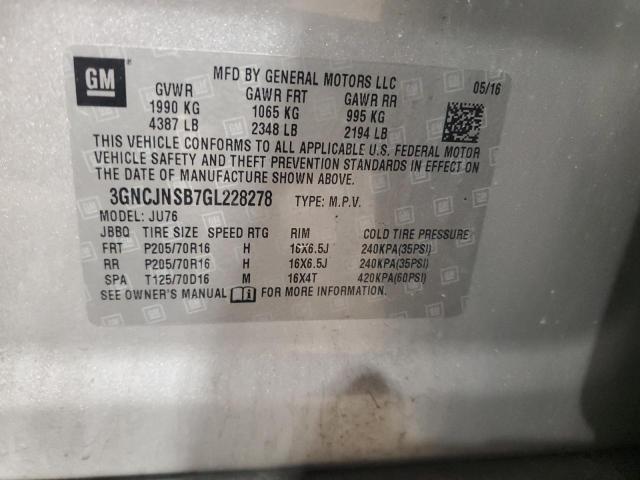 GM
MFD BY GENERAL MOTORS LLC
05/16
GVWR GAWR FRT GAWR RR
1990 KG 1065 KG 995 KG
4387 LB 2348 LB 2194 LB
THIS VEHICLE CONFORMS TO ALL APPLICABLE U.S. FEDERAL MOTOR
VEHICLE SAFETY AND THEFT PREVENTION STANDARDS IN EFFECT ON
THE DATE OF MANUFACTURE SHOWN ABOVE.
3GNCJNSB7GL228278 TYPE: M.P.V.
MODEL: JU76
JBBQ TIRE SIZE SPEED RTG RIM COLD TIRE PRESSURE
FRT P205/70R16 H 16X6.5J 240KPA(35PSI)
RR P205/70R16 H 16X6.5J 240KPA(35PSI)
SPA T125/70D16 M 16X4T 420KPA(60PSI)
SEE OWNER'S MANUAL FOR MORE INFORMATION.